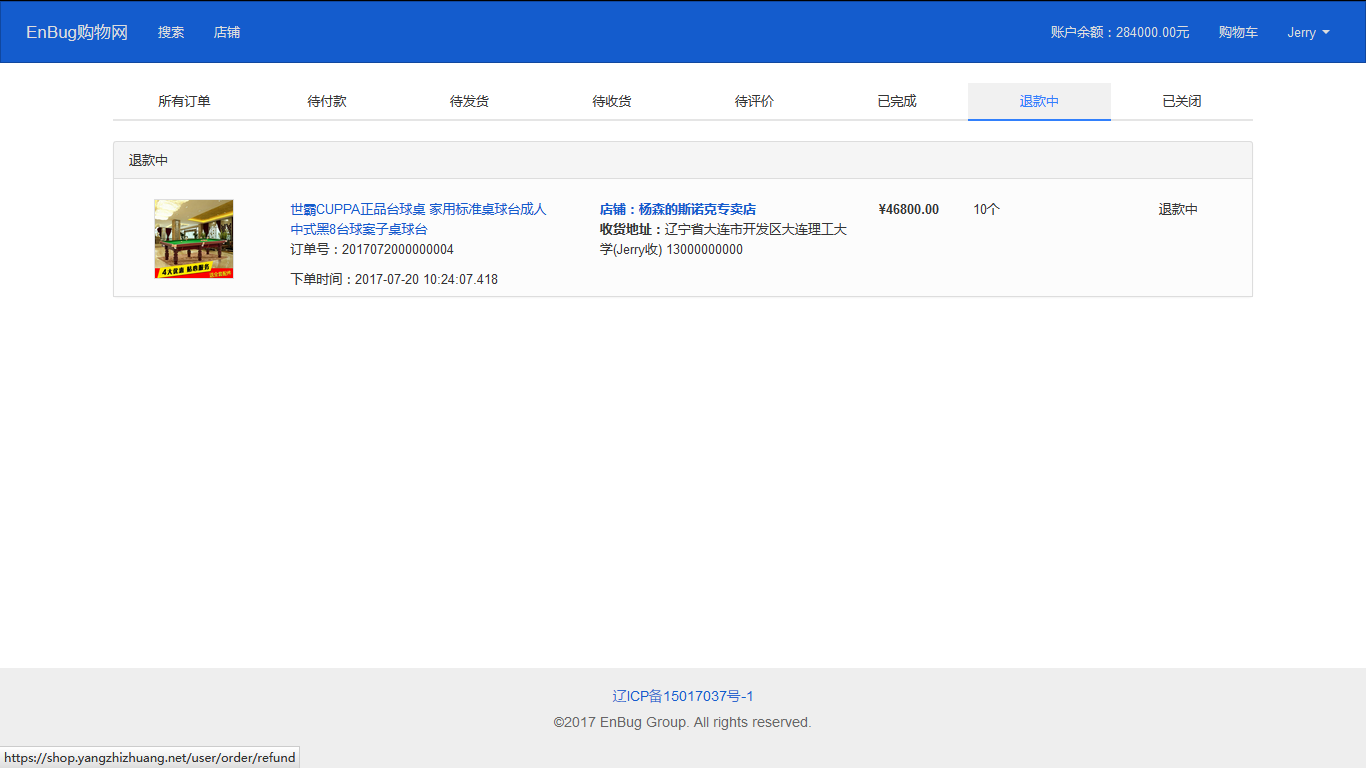 EnBug购物网 搜索 店铺 账户余额：284000.00元 购物车 Jerry
所有订单 待付款 待发货 待收货 待评价 已完成 退款中 已关闭
退款中
世霸CUPPA正品台球桌 家用标准桌球台成人 店铺：杨森的斯诺克专卖店 ¥46800.00 10个 退款中
中式黑8台球案子桌球台 收货地址：辽宁省大连市开发区大连理工大
订单号：2017072000000004 学(Jerry收) 13000000000
下单时间：2017-07-20 10:24:07.418
4大优惠 贴心服务
辽ICP备15017037号-1
©2017 EnBug Group. All rights reserved.
https://shop.yangzhizhuang.net/user/order/refund